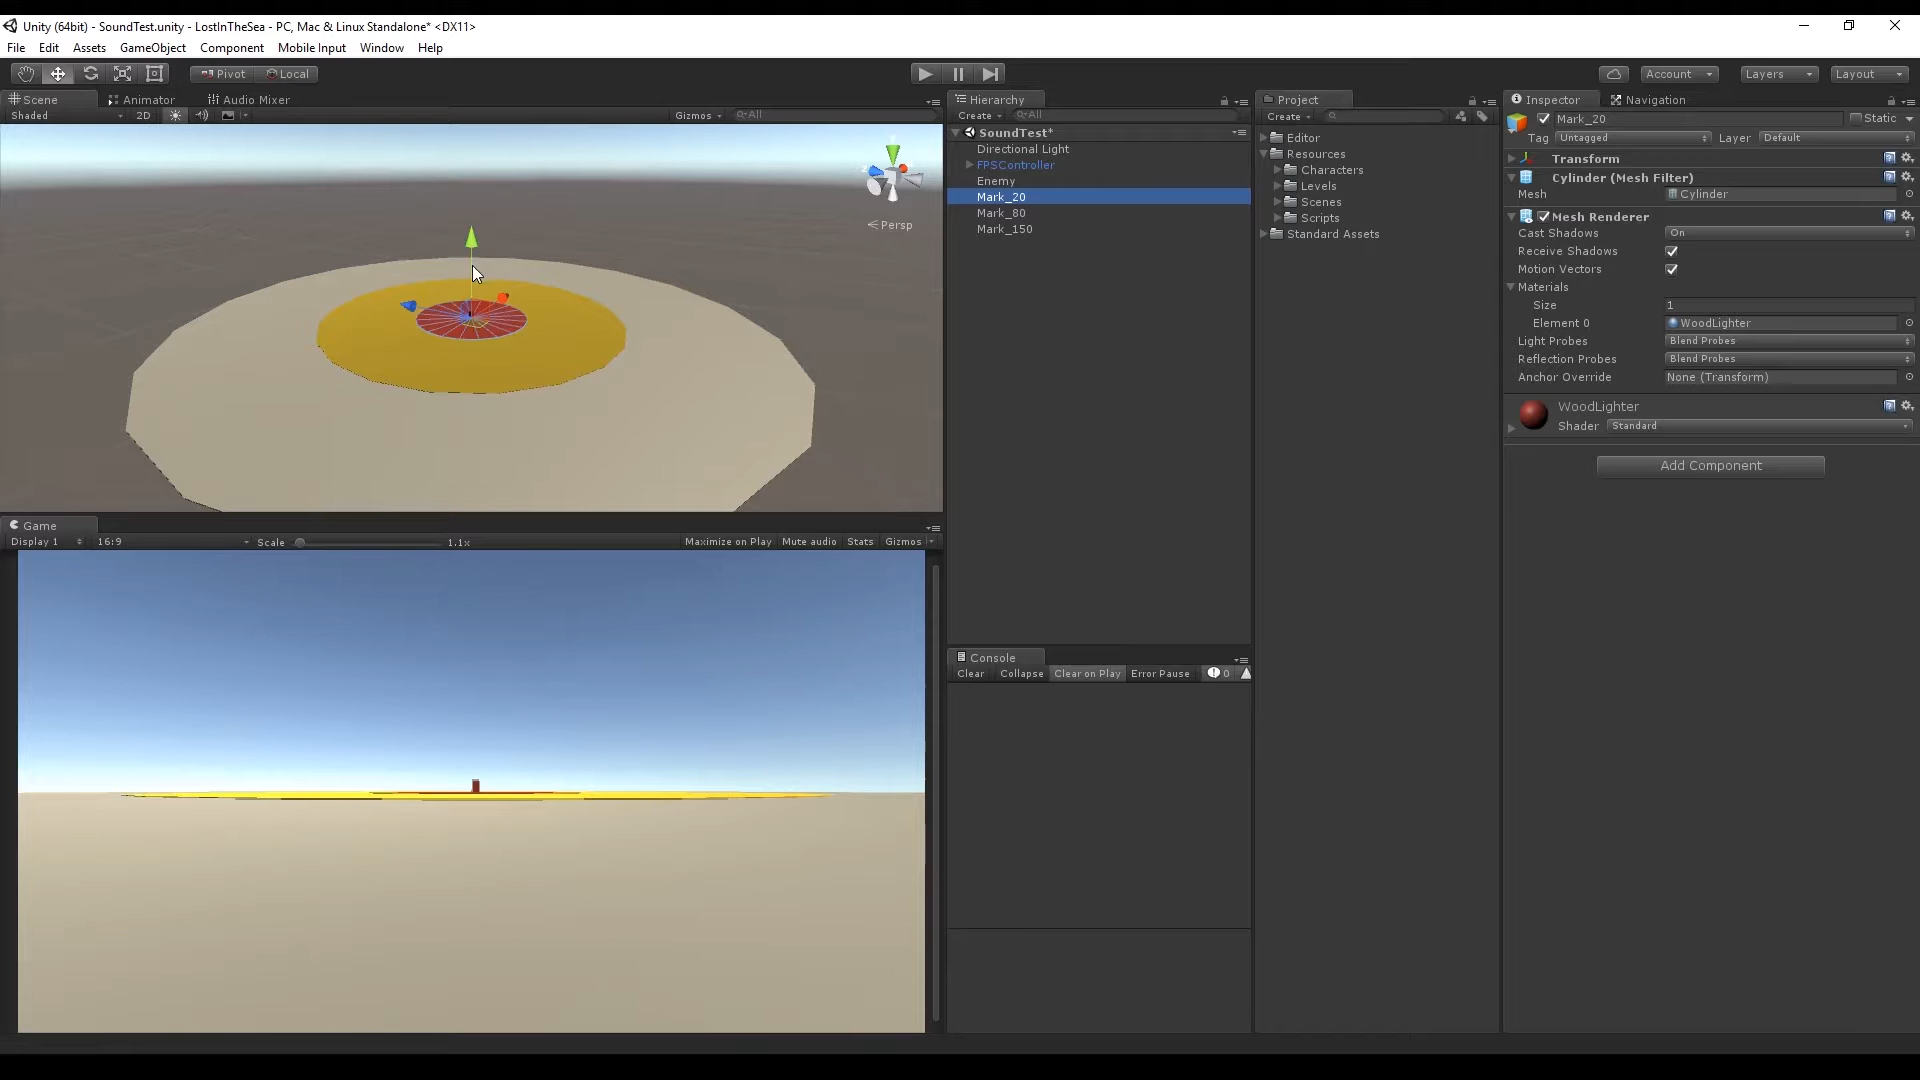 Unity (64bit) - SoundTest.unity - LostInTheSea - PC, Mac & Linux Standalone* <DX11>
File Edit Assets GameObject Component Mobile Input Window Help
Pivot Local Account Layers Layout
Scene Animator Audio Mixer
Shaded 2D Gizmos All
Persp
Game
Display 1 16:9 Scale 1.1x Maximize on Play Mute audio Stats Gizmos
Hierarchy
Create All
SoundTest*
Directional Light
FPSController
Enemy
Mark_20
Mark_80
Mark_150
Console
Clear Collapse Clear on Play Error Pause 0
Project
Create
Editor
Resources
Characters
Levels
Scenes
Scripts
Standard Assets
Inspector Navigation
Mark_20 Static
Tag Untagged Layer Default
Transform
Cylinder (Mesh Filter)
Mesh Cylinder
Mesh Renderer
Cast Shadows On
Receive Shadows
Motion Vectors
Materials
Size 1
Element 0 WoodLighter
Light Probes Blend Probes
Reflection Probes Blend Probes
Anchor Override None (Transform)
WoodLighter
Shader Standard
Add Component